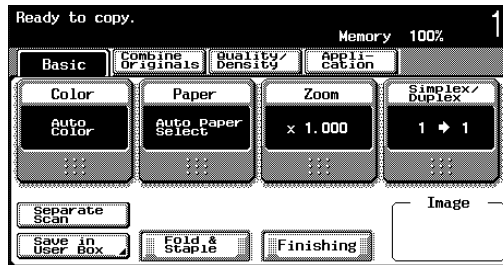 Ready to copy.
1
Memory 100%
Basic
Combine
Originals
Quality/
Density
Appli-
cation
Color
Paper
Zoom
Simplex/
Duplex
Auto
Color
Auto Paper
Select
× 1.000
1 → 1
Separate
Scan
Image
Save in
User Box
Fold &
Staple
Finishing